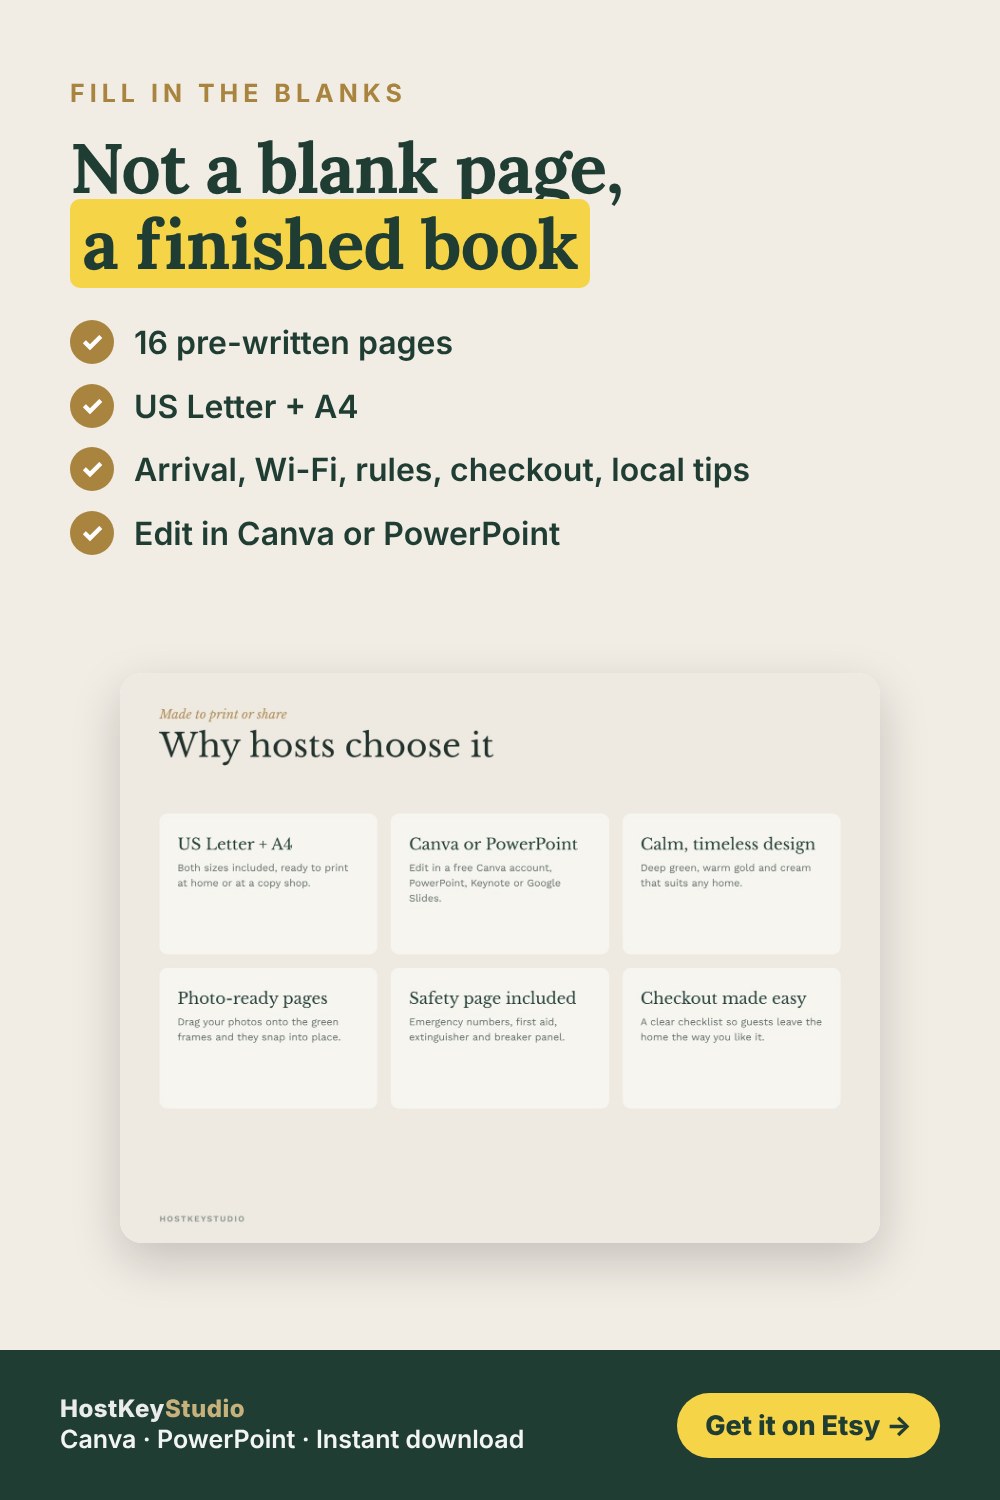 FILL IN THE BLANKS
Not a blank page,
a finished book
16 pre-written pages
US Letter + A4
Arrival, Wi-Fi, rules, checkout, local tips
Edit in Canva or PowerPoint
Made to print or share
Why hosts choose it
US Letter + A4
Both sizes included, ready to print
at home or at a copy shop.
Canva or PowerPoint
Edit in a free Canva account,
PowerPoint, Keynote or Google
Slides.
Calm, timeless design
Deep green, warm gold and cream
that suits any home.
Photo-ready pages
Drag your photos onto the green
frames and they snap into place.
Safety page included
Emergency numbers, first aid,
extinguisher and breaker panel.
Checkout made easy
A clear checklist so guests leave the
home the way you like it.
HOSTKEYSTUDIO
HostKeyStudio
Canva · PowerPoint · Instant download
Get it on Etsy →